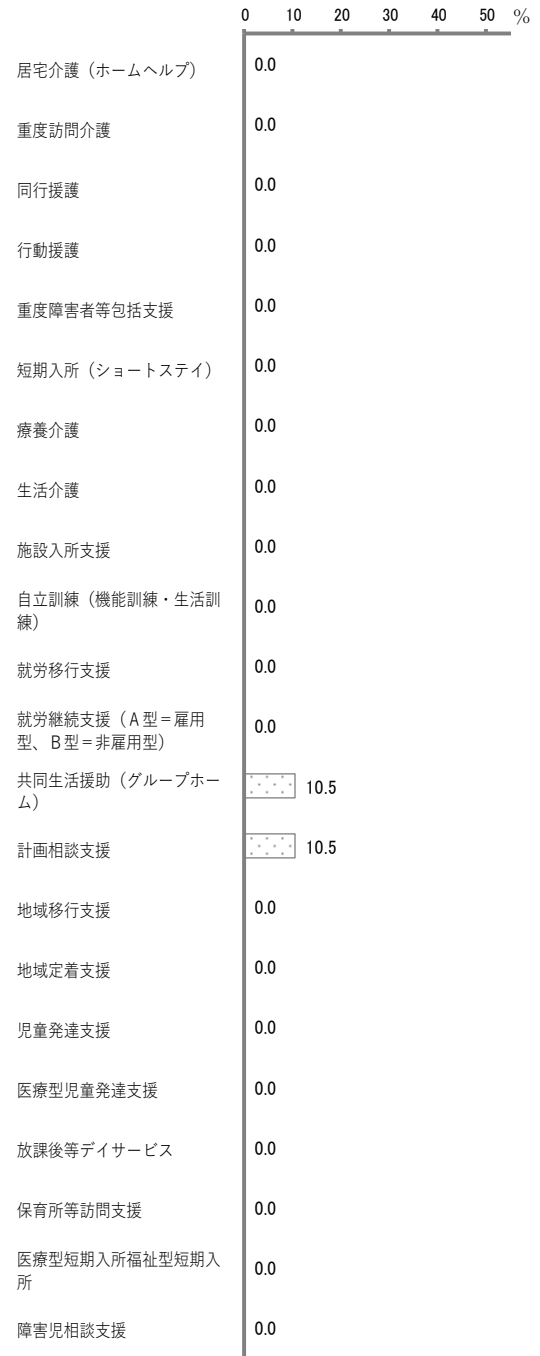 0 10 20 30 40 50 %
居宅介護（ホームヘルプ） 0.0
重度訪問介護 0.0
同行援護 0.0
行動援護 0.0
重度障害者等包括支援 0.0
短期入所（ショートステイ） 0.0
療養介護 0.0
生活介護 0.0
施設入所支援 0.0
自立訓練（機能訓練・生活訓
練） 0.0
就労移行支援 0.0
就労継続支援（Ａ型＝雇用
型、Ｂ型＝非雇用型） 0.0
共同生活援助（グループホー
ム） 10.5
計画相談支援 10.5
地域移行支援 0.0
地域定着支援 0.0
児童発達支援 0.0
医療型児童発達支援 0.0
放課後等デイサービス 0.0
保育所等訪問支援 0.0
医療型短期入所福祉型短期入
所 0.0
障害児相談支援 0.0